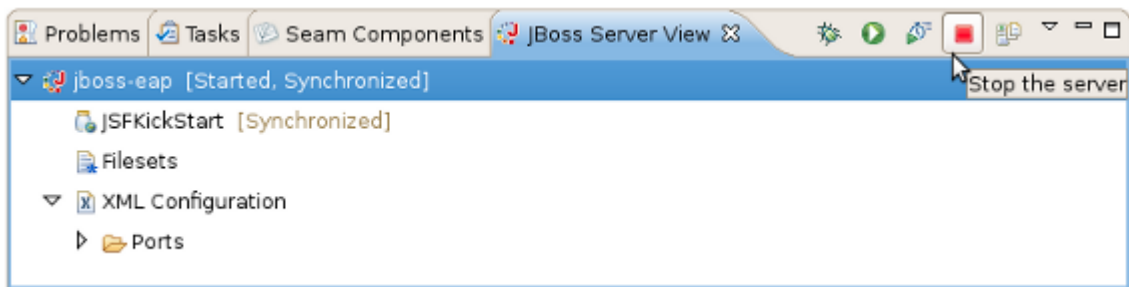 Problems Tasks Seam Components JBoss Server View
Stop the server
jboss-eap [Started, Synchronized]
JSFKickStart [Synchronized]
Filesets
XML Configuration
Ports